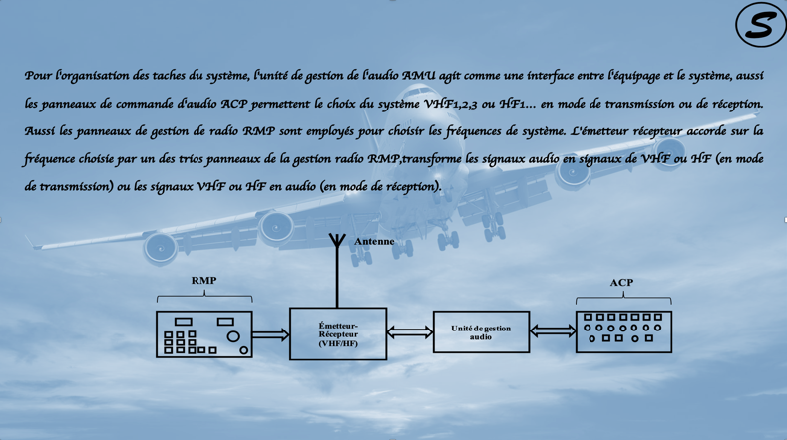 S
Pour l'organisation des taches du système, l'unité de gestion de l'audio AMU agit comme une interface entre l'équipage et le système, aussi
les panneaux de commande d'audio ACP permettent le choix du système VHF1,2,3 ou HF1... en mode de transmission ou de réception.
Aussi les panneaux de gestion de radio RMP sont employés pour choisir les fréquences de système. L'émetteur récepteur accorde sur la
fréquence choisie par un des trios panneaux de la gestion radio RMP,transforme les signaux audio en signaux de VHF ou HF (en mode
de transmission) ou les signaux VHF ou HF en audio (en mode de réception).
Antenne
RMP
ACP
Émetteur-
Récepteur
(VHF/HF)
Unité de gestion
audio